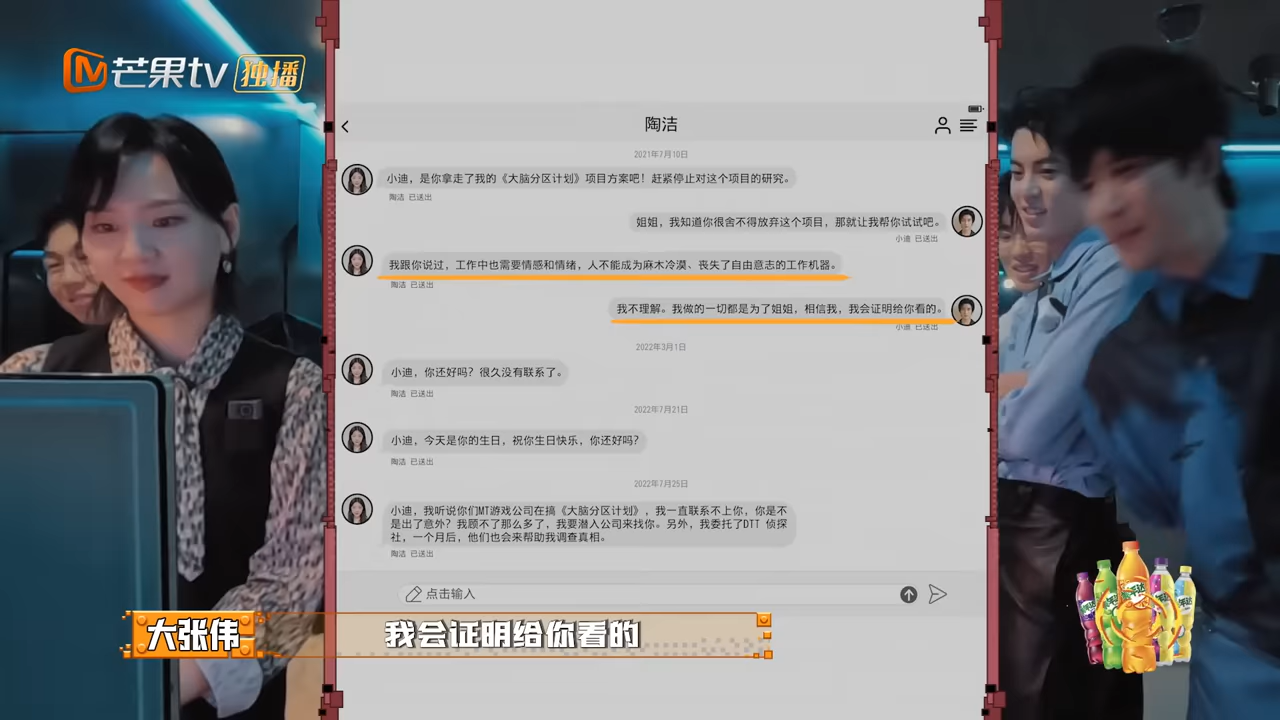 芒果tv 独播
陶洁
2021年7月10日
小迪，是你拿走了我的《大脑分区计划》项目方案吧！赶紧停止对这个项目的研究。
陶洁 已送出
姐姐，我知道你很舍不得放弃这个项目，那就让我帮你试试吧。
小迪 已送出
我跟你说过，工作中也需要情感和情绪，人不能成为麻木冷漠、丧失了自由意志的工作机器。
陶洁 已送出
我不理解。我做的一切都是为了姐姐，相信我，我会证明给你看的。
小迪 已送出
2022年3月1日
小迪，你还好吗？很久没有联系了。
陶洁 已送出
2022年7月21日
小迪，今天是你的生日，祝你生日快乐，你还好吗？
陶洁 已送出
2022年7月25日
小迪，我听说你们MT游戏公司在搞《大脑分区计划》，我一直联系不上你，你是不
是出了意外？我顾不了那么多了，我要潜入公司来找你。另外，我委托了DTT 侦探
社，一个月后，他们也会来帮助我调查真相。
陶洁 已送出
点击输入
大张伟
我会证明给你看的